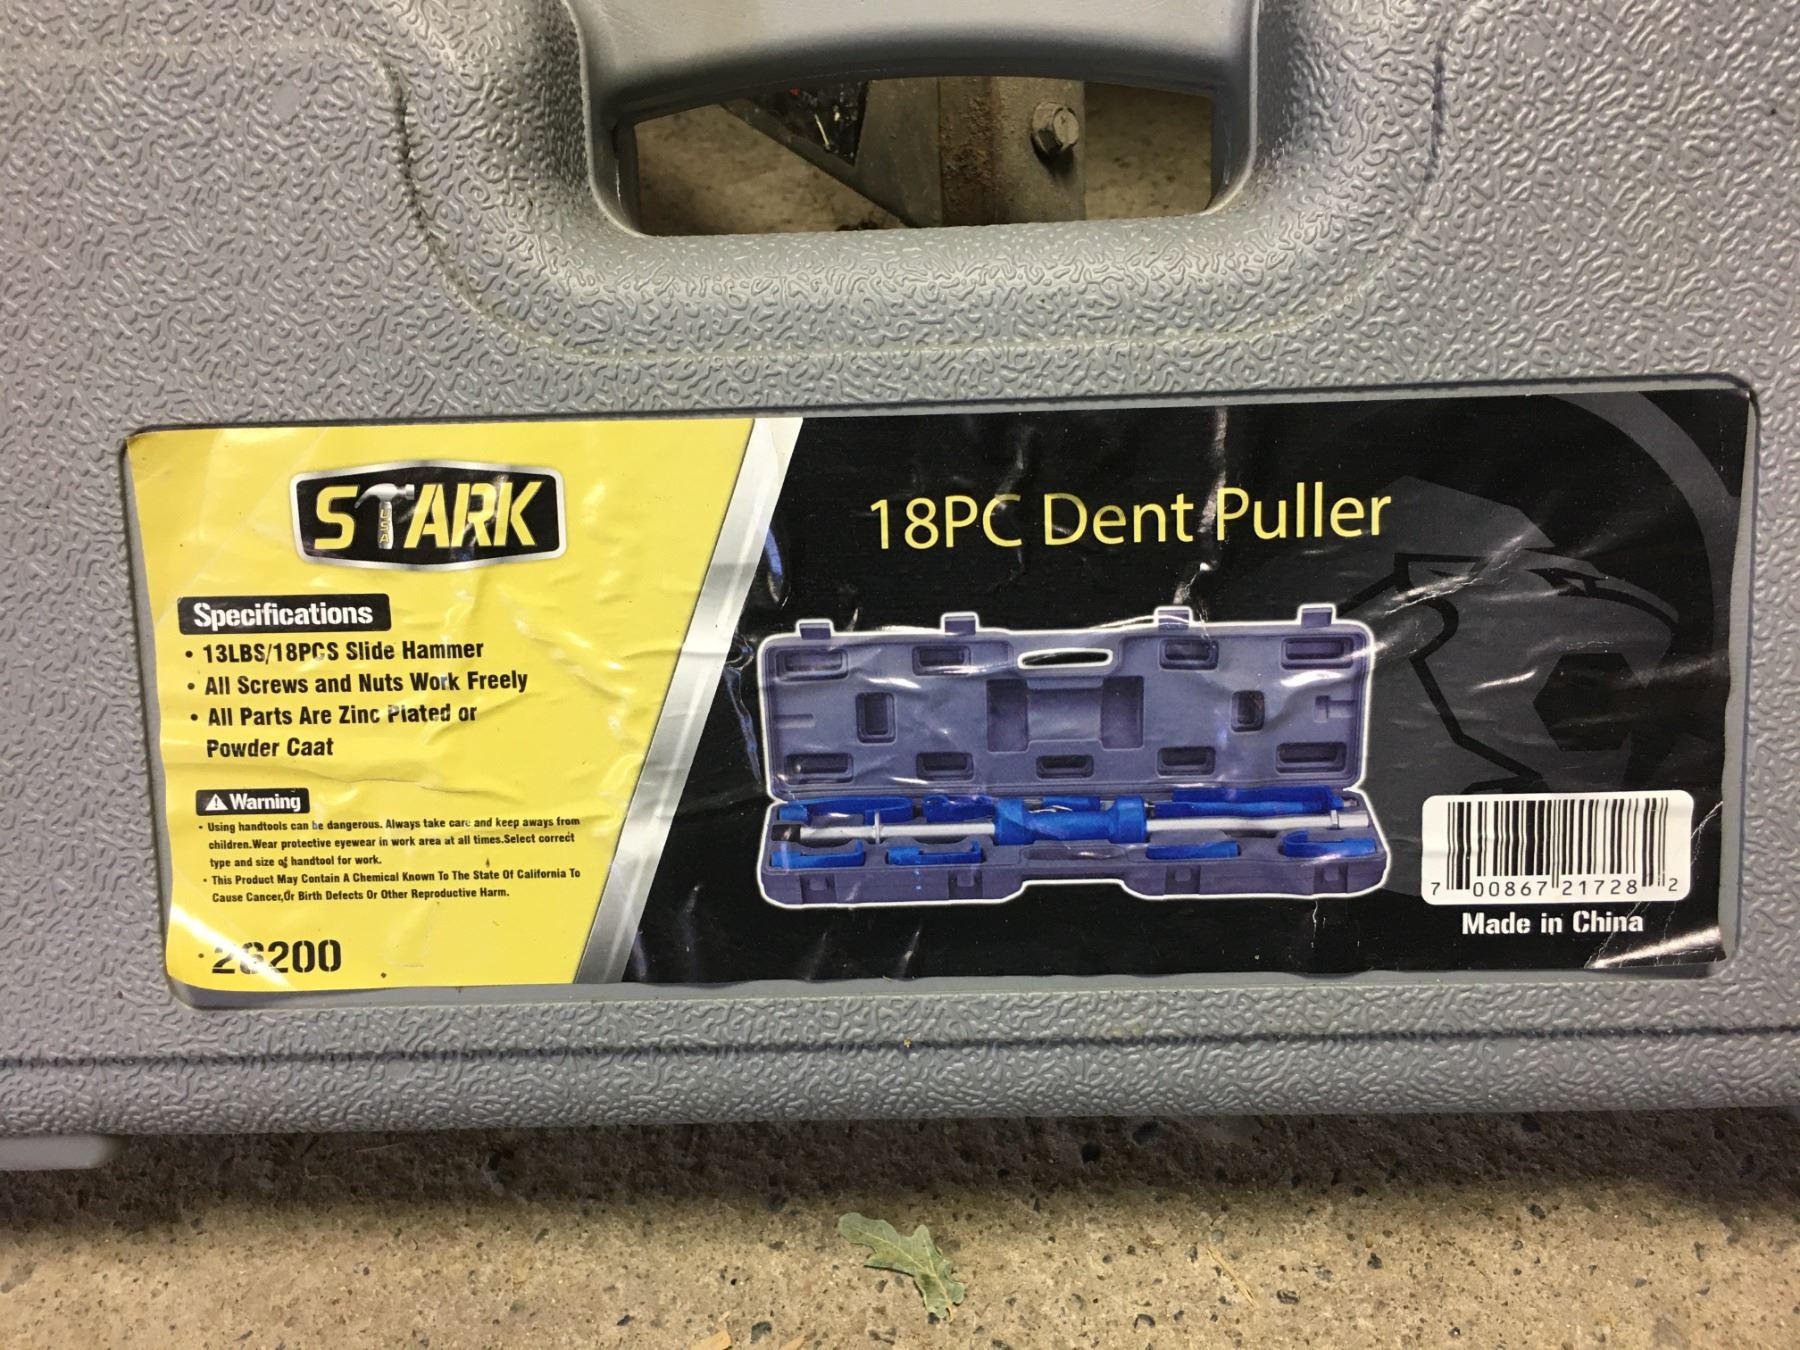 STARK
USA
18PC Dent Puller
Specifications
• 13LBS/18PCS Slide Hammer
• All Screws and Nuts Work Freely
• All Parts Are Zinc Plated or
Powder Caat
Warning
• Using handtools can be dangerous. Always take care and keep aways from
children.Wear protective eyewear in work area at all times.Select correct
type and size of handtool for work.
• This Product May Contain A Chemical Known To The State Of California To
Cause Cancer,Or Birth Defects Or Other Reproductive Harm.
26200
7 00867 21728 2
Made in China